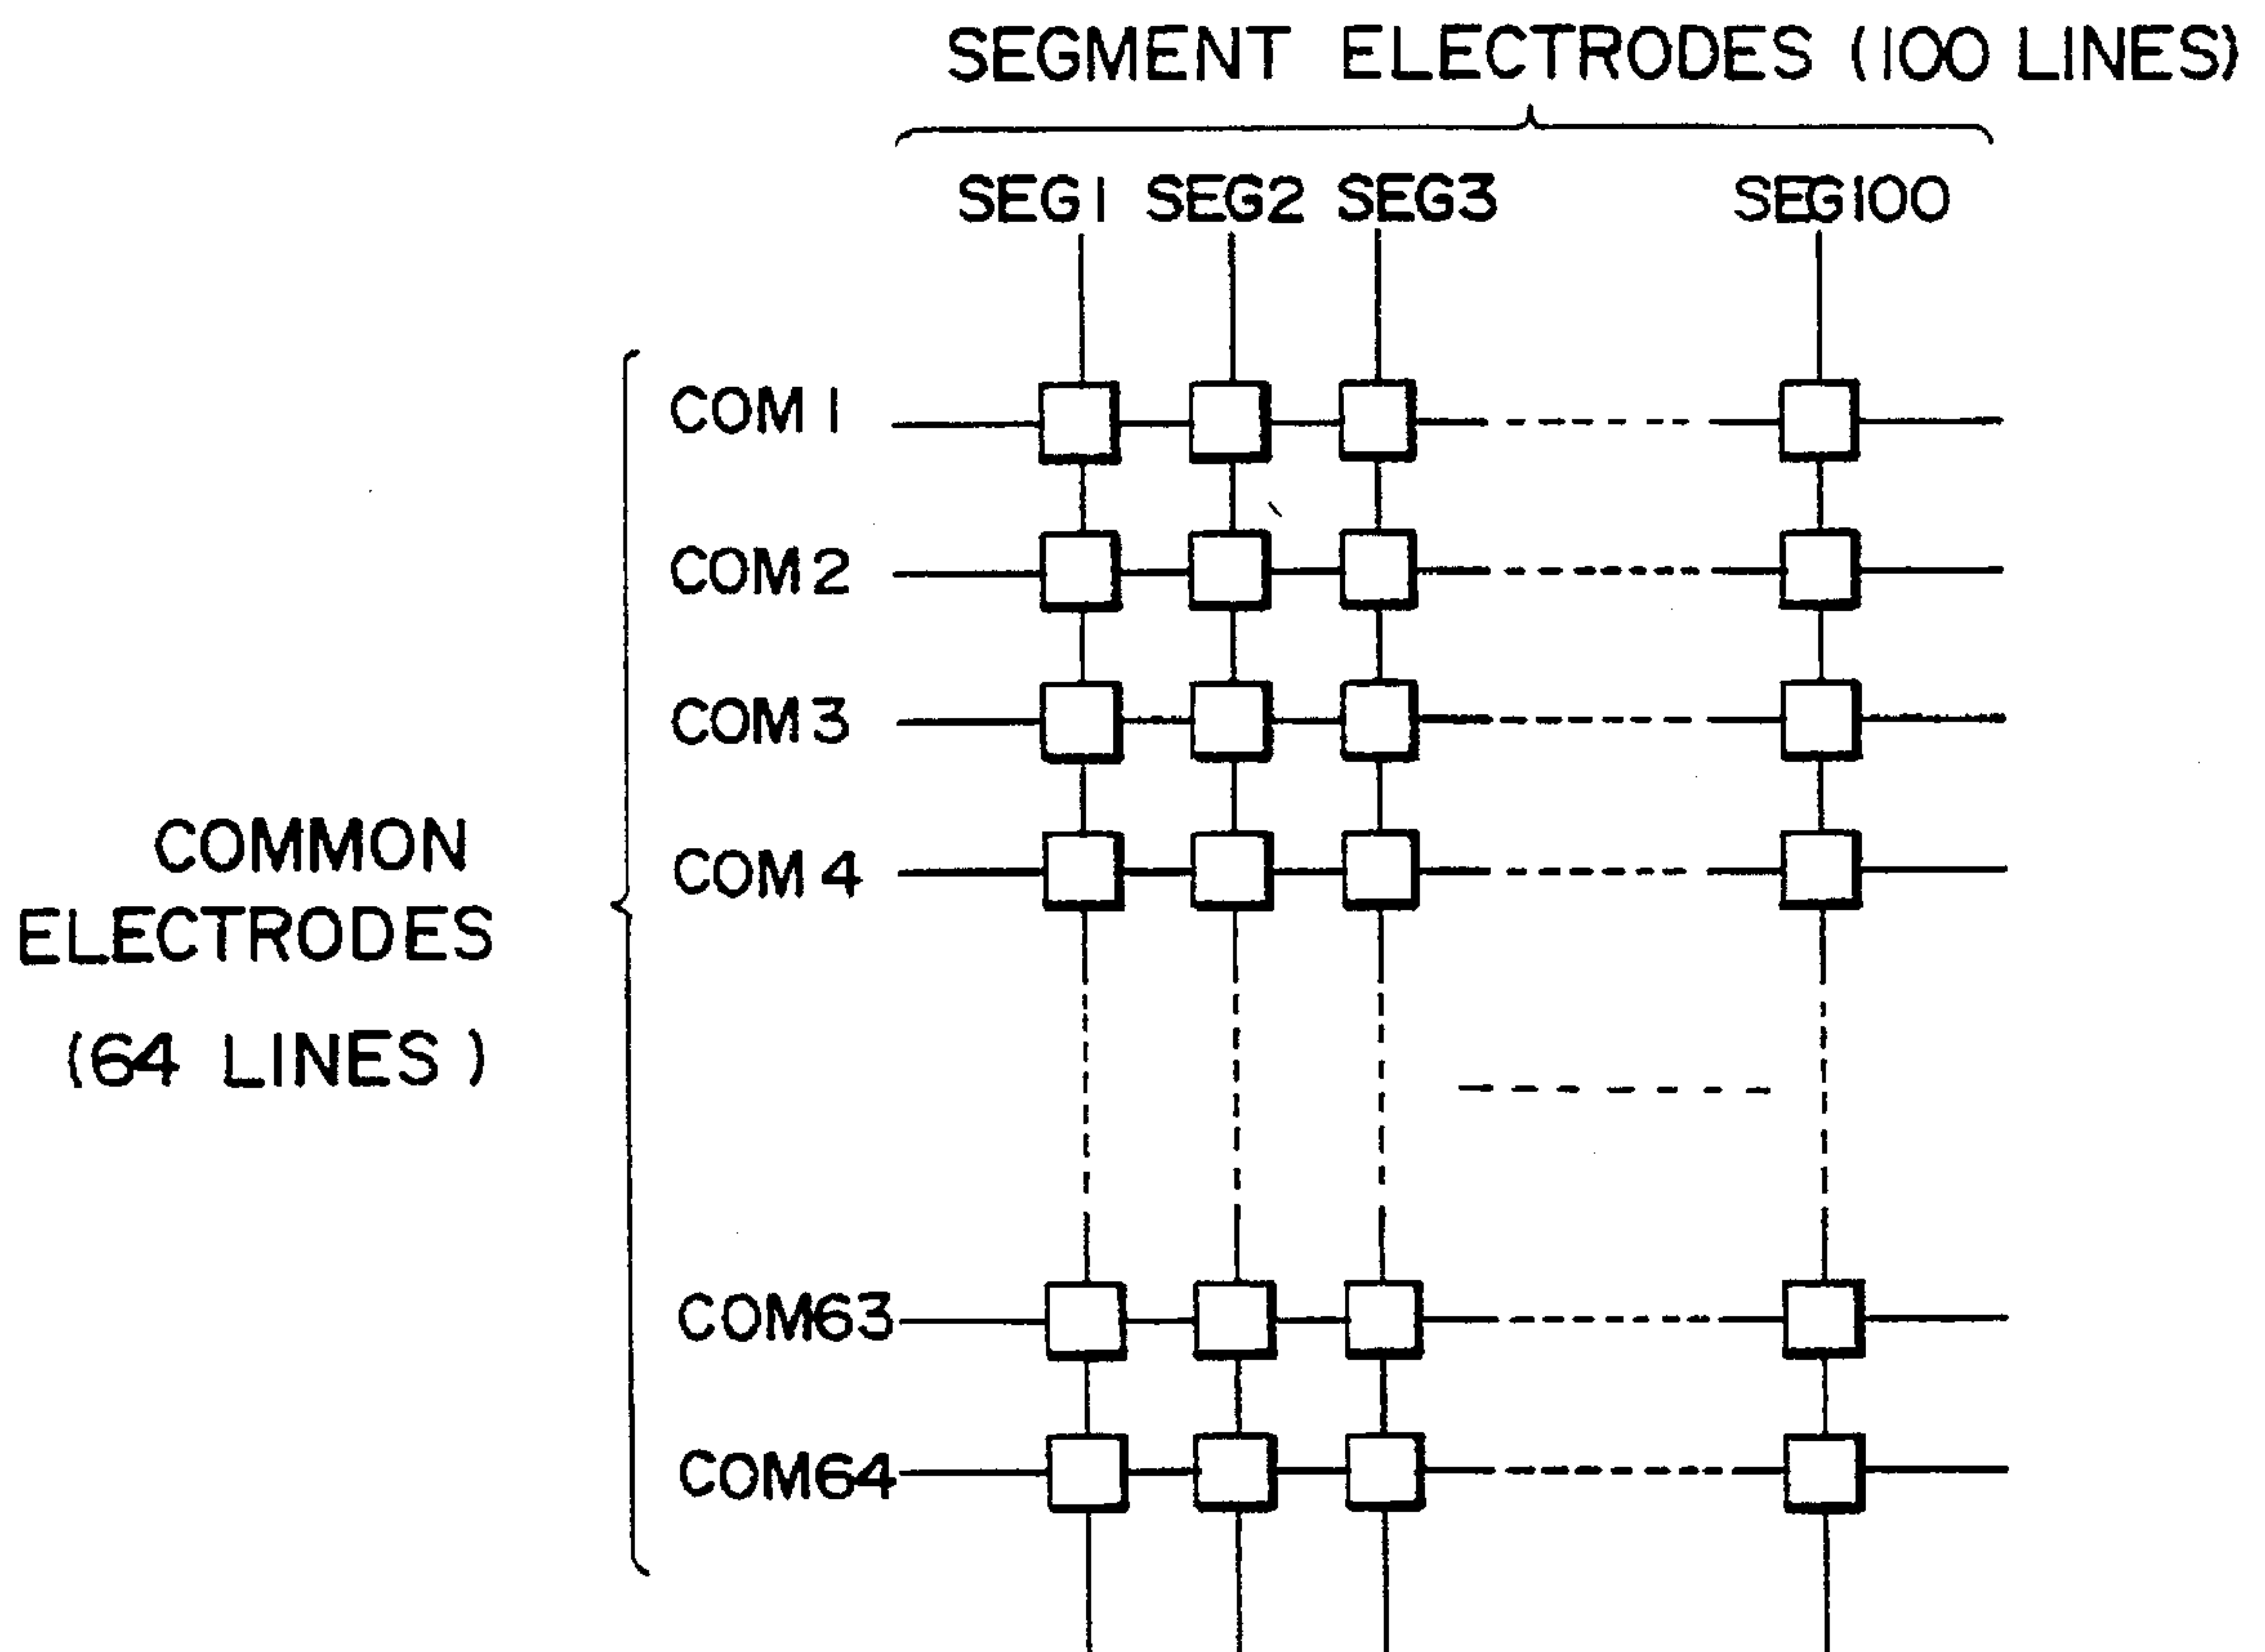 SEGMENT ELECTRODES (100 LINES)
SEG1 SEG2 SEG3 SEG100
COM 1
COM 2
COM 3
COM 4
COMMON
ELECTRODES
(64 LINES)
COM63
COM64